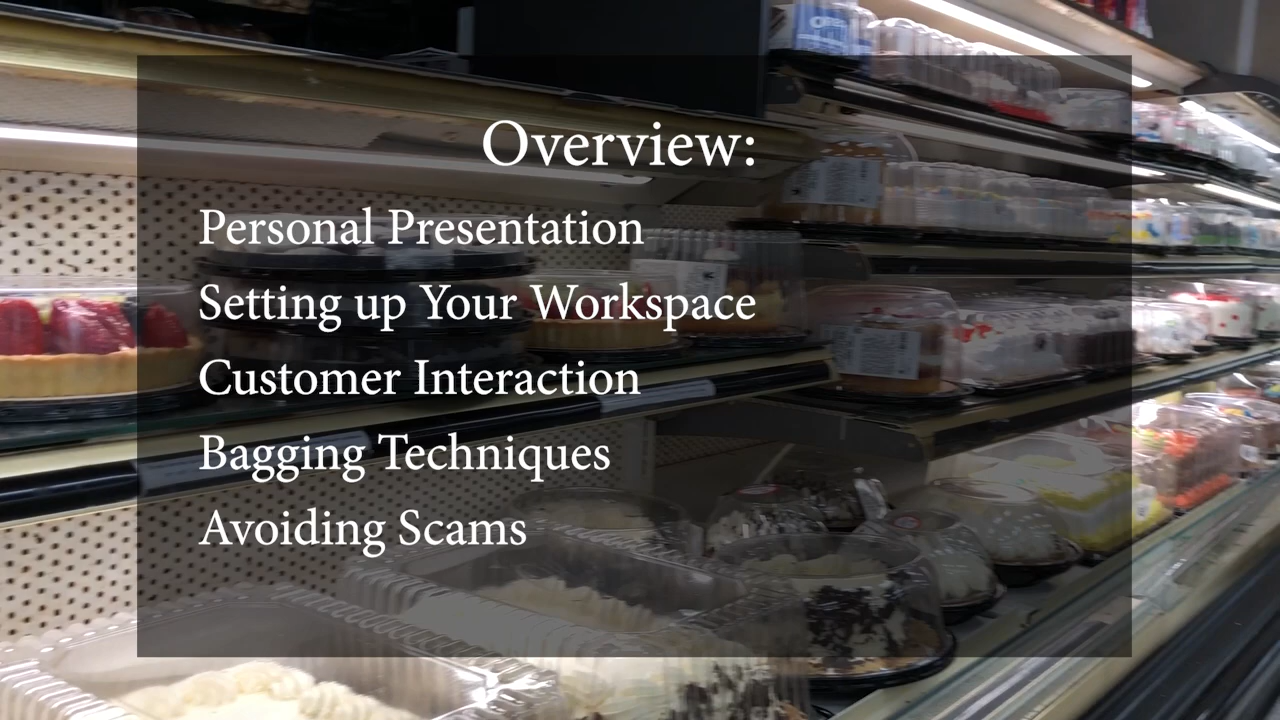 Overview:
Personal Presentation
Setting up Your Workspace
Customer Interaction
Bagging Techniques
Avoiding Scams